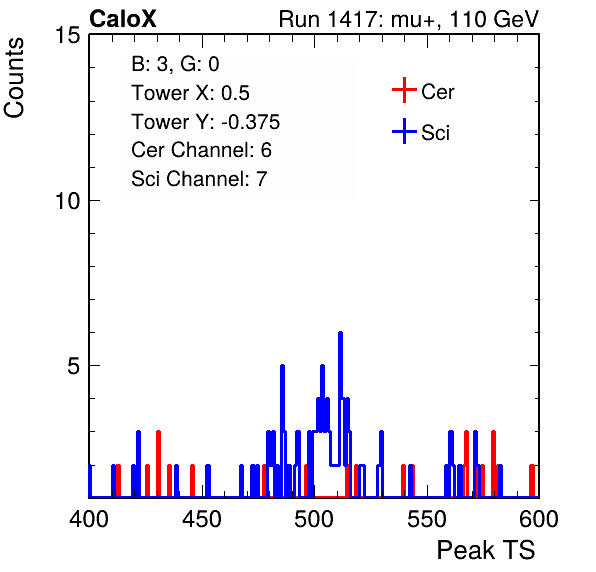 CaloX Run 1417: mu+, 110 GeV
Counts
15
10
5
B: 3, G: 0
Tower X: 0.5
Tower Y: -0.375
Cer Channel: 6
Sci Channel: 7
Cer
Sci
400 450 500 550 600
Peak TS